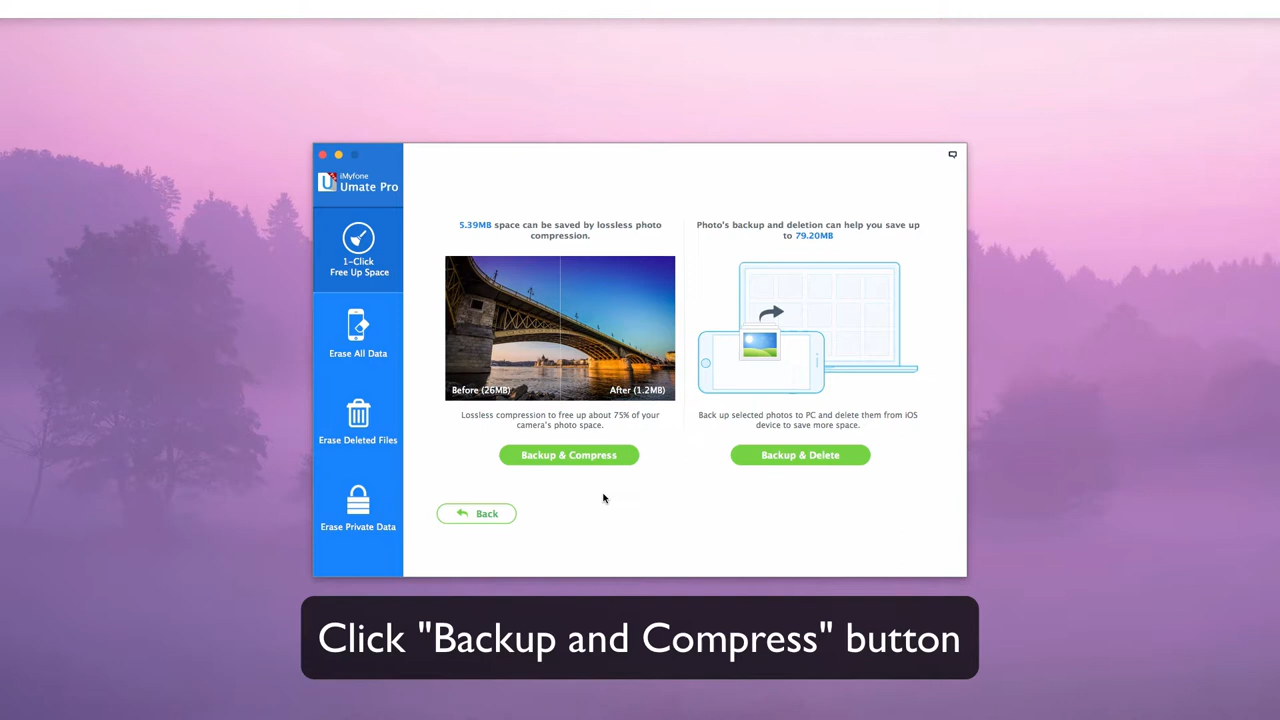 iMyfone
Umate Pro
1-Click
Free Up Space
Erase All Data
Erase Deleted Files
Erase Private Data
5.39MB space can be saved by lossless photo
compression.
Before (26MB)
After (1.2MB)
Lossless compression to free up about 75% of your
camera's photo space.
Backup & Compress
Photo's backup and deletion can help you save up
to 79.20MB
Back up selected photos to PC and delete them from iOS
device to save more space.
Backup & Delete
Back
Click "Backup and Compress" button